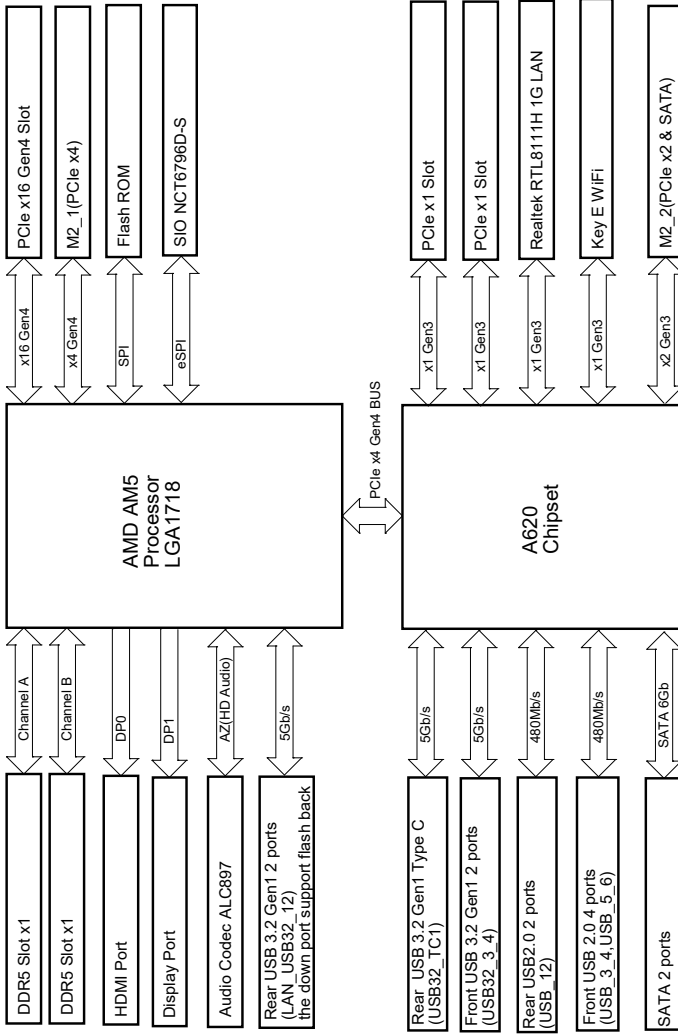 DDR5 Slot x1
Channel A
DDR5 Slot x1
Channel B
HDMI Port
DP0
Display Port
DP1
Audio Codec ALC897
AZ(HD Audio)
Rear USB 3.2 Gen1 2 ports
(LAN_USB32_12)
the down port support flash back
5Gb/s
AMD AM5
Processor
LGA1718
x16 Gen4
PCIe x16 Gen4 Slot
x4 Gen4
M2_1(PCIe x4)
SPI
Flash ROM
eSPI
SIO NCT6796D-S
PCIe x4 Gen4 BUS
Rear USB 3.2 Gen1 Type C
(USB32_TC1)
5Gb/s
Front USB 3.2 Gen1 2 ports
(USB32_3_4)
5Gb/s
Rear USB2.0 2 ports
(USB_12)
480Mb/s
Front USB 2.0 4 ports
(USB_3_4,USB_5_6)
480Mb/s
SATA 2 ports
SATA 6Gb
A620
Chipset
x1 Gen3
PCIe x1 Slot
x1 Gen3
PCIe x1 Slot
x1 Gen3
Realtek RTL8111H 1G LAN
x1 Gen3
Key E WiFi
x2 Gen3
M2_2(PCIe x2 & SATA)